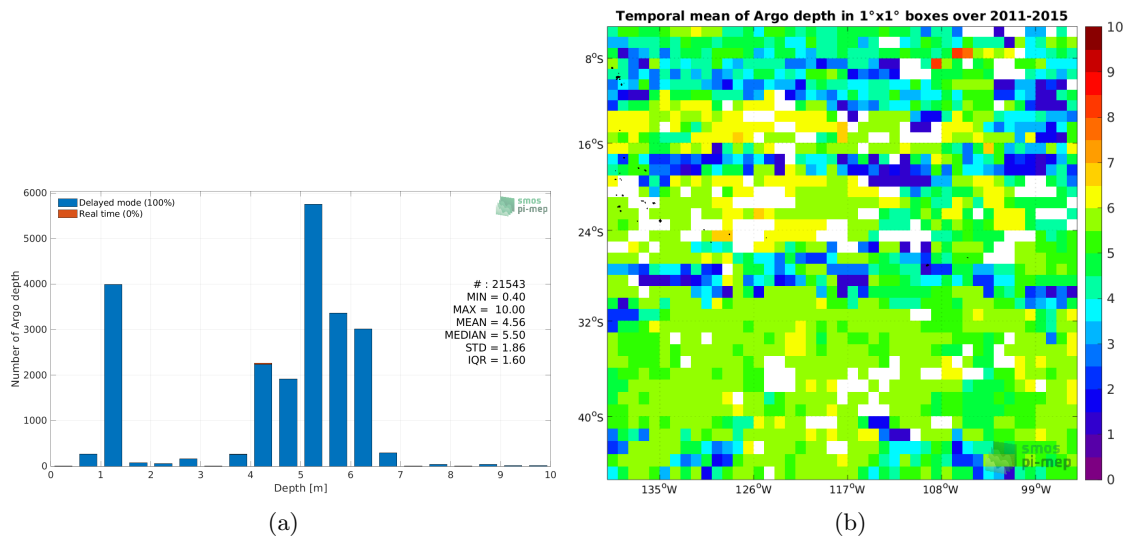 Temporal mean of Argo depth in 1°x1° boxes over 2011-2015
Delayed mode (100%)
Real time (0%)
smos
pi-mep
# : 21543
MIN = 0.40
MAX = 10.00
MEAN = 4.56
MEDIAN = 5.50
STD = 1.86
IQR = 1.60
Number of Argo depth
6000
5000
4000
3000
2000
1000
0
0 1 2 3 4 5 6 7 8 9 10
Depth [m]
(a)
8°S
16°S
24°S
32°S
40°S
135°W 126°W 117°W 108°W 99°W
smos
pi-mep
10
9
8
7
6
5
4
3
2
1
0
(b)